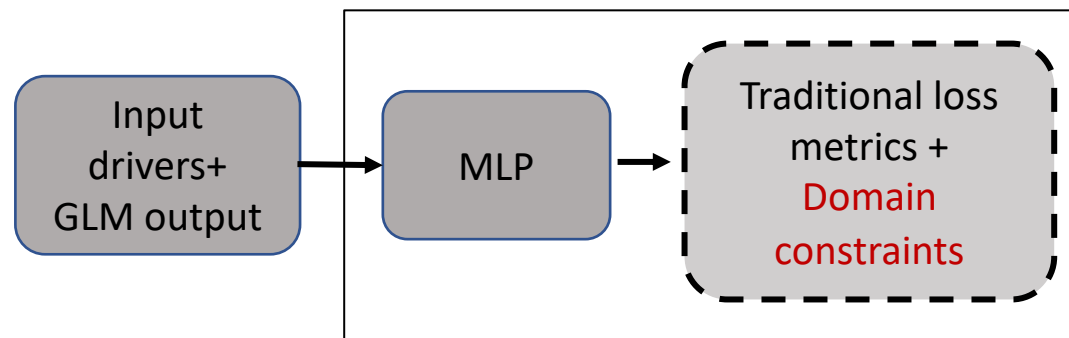 Input
drivers+
GLM output
MLP
Traditional loss
metrics +
Domain
constraints